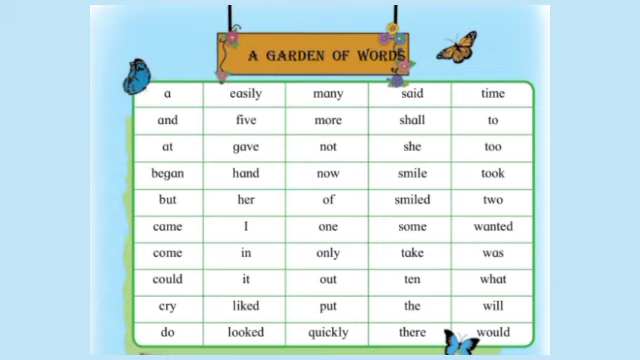 A GARDEN OF WORDS
a easily many said time
and five more shall to
at gave not she too
began hand now smile took
but her of smiled two
came I one some wanted
come in only take was
could it out ten what
cry liked put the will
do looked quickly there would